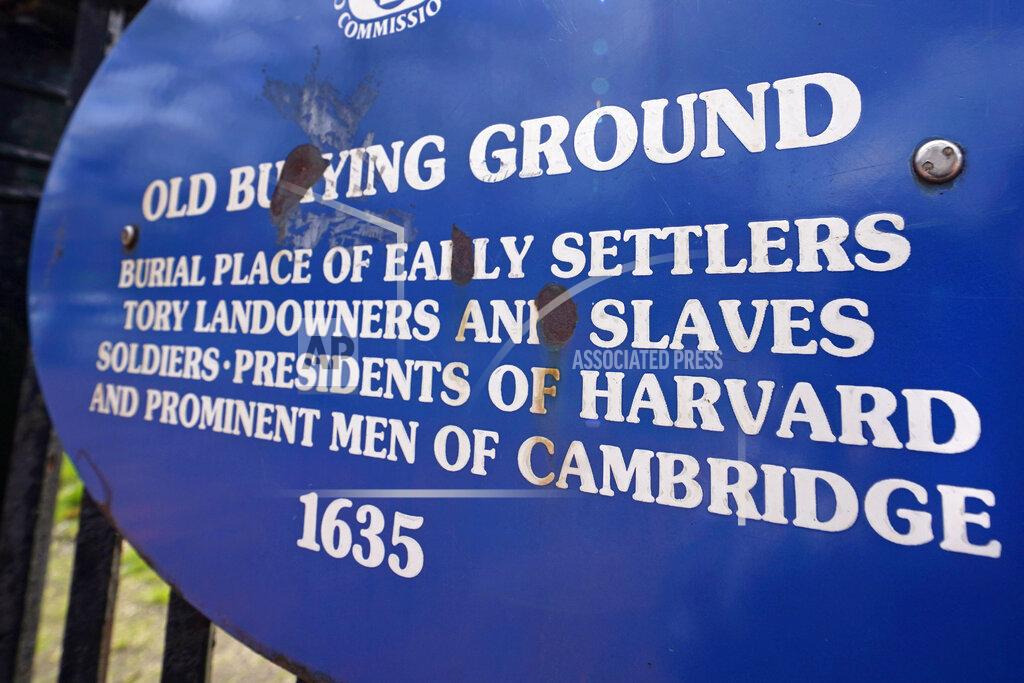 COMMISSIO
OLD BURYING GROUND
BURIAL PLACE OF EARLY SETTLERS
TORY LANDOWNERS AND SLAVES
SOLDIERS·PRESIDENTS OF HARVARD
AND PROMINENT MEN OF CAMBRIDGE
1635
AP
ASSOCIATED PRESS